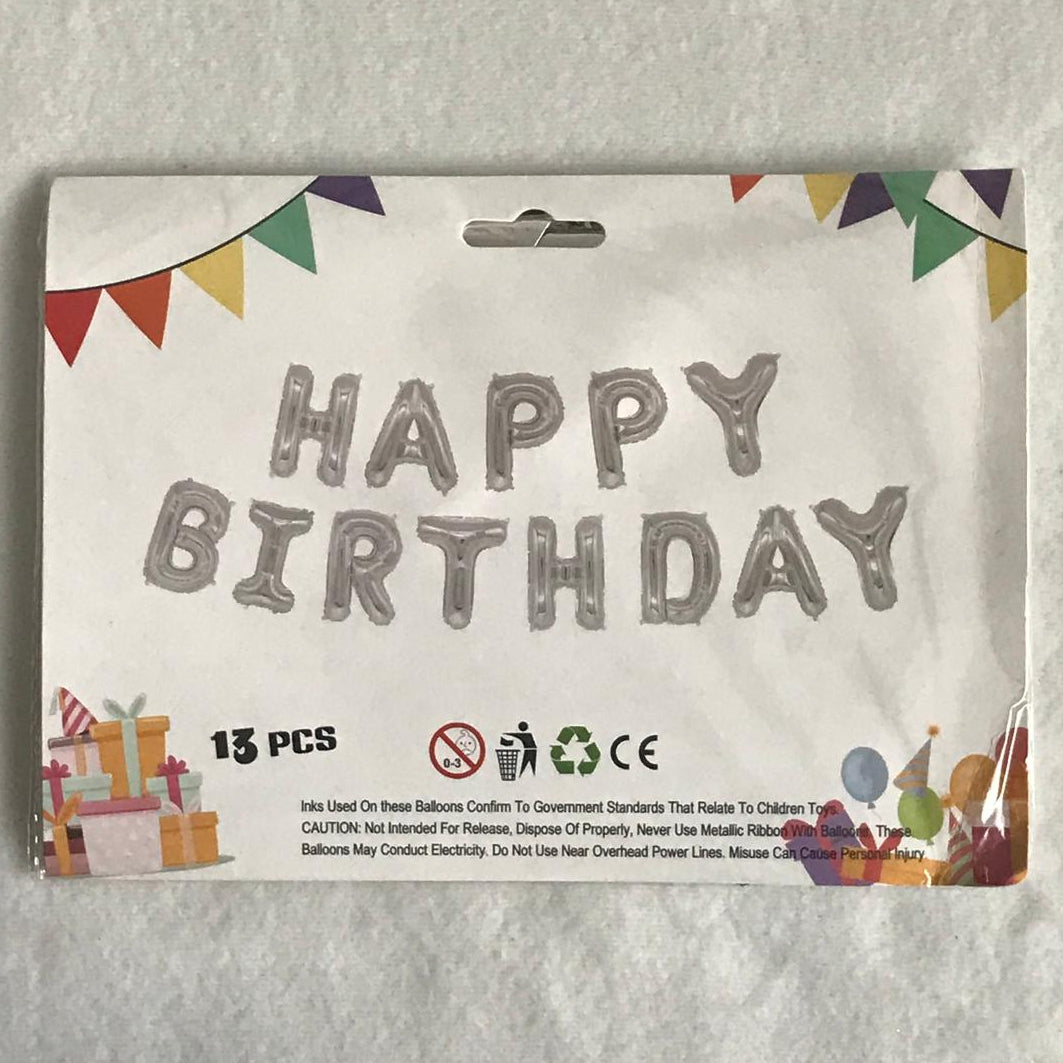 HAPPY
BIRTHDAY
13 PCS
0-3
CE
Inks Used On these Balloons Confirm To Government Standards That Relate To Children Toys.
CAUTION: Not Intended For Release, Dispose Of Properly, Never Use Metallic Ribbon With Balloons. These
Balloons May Conduct Electricity. Do Not Use Near Overhead Power Lines. Misuse Can Cause Personal Injury.